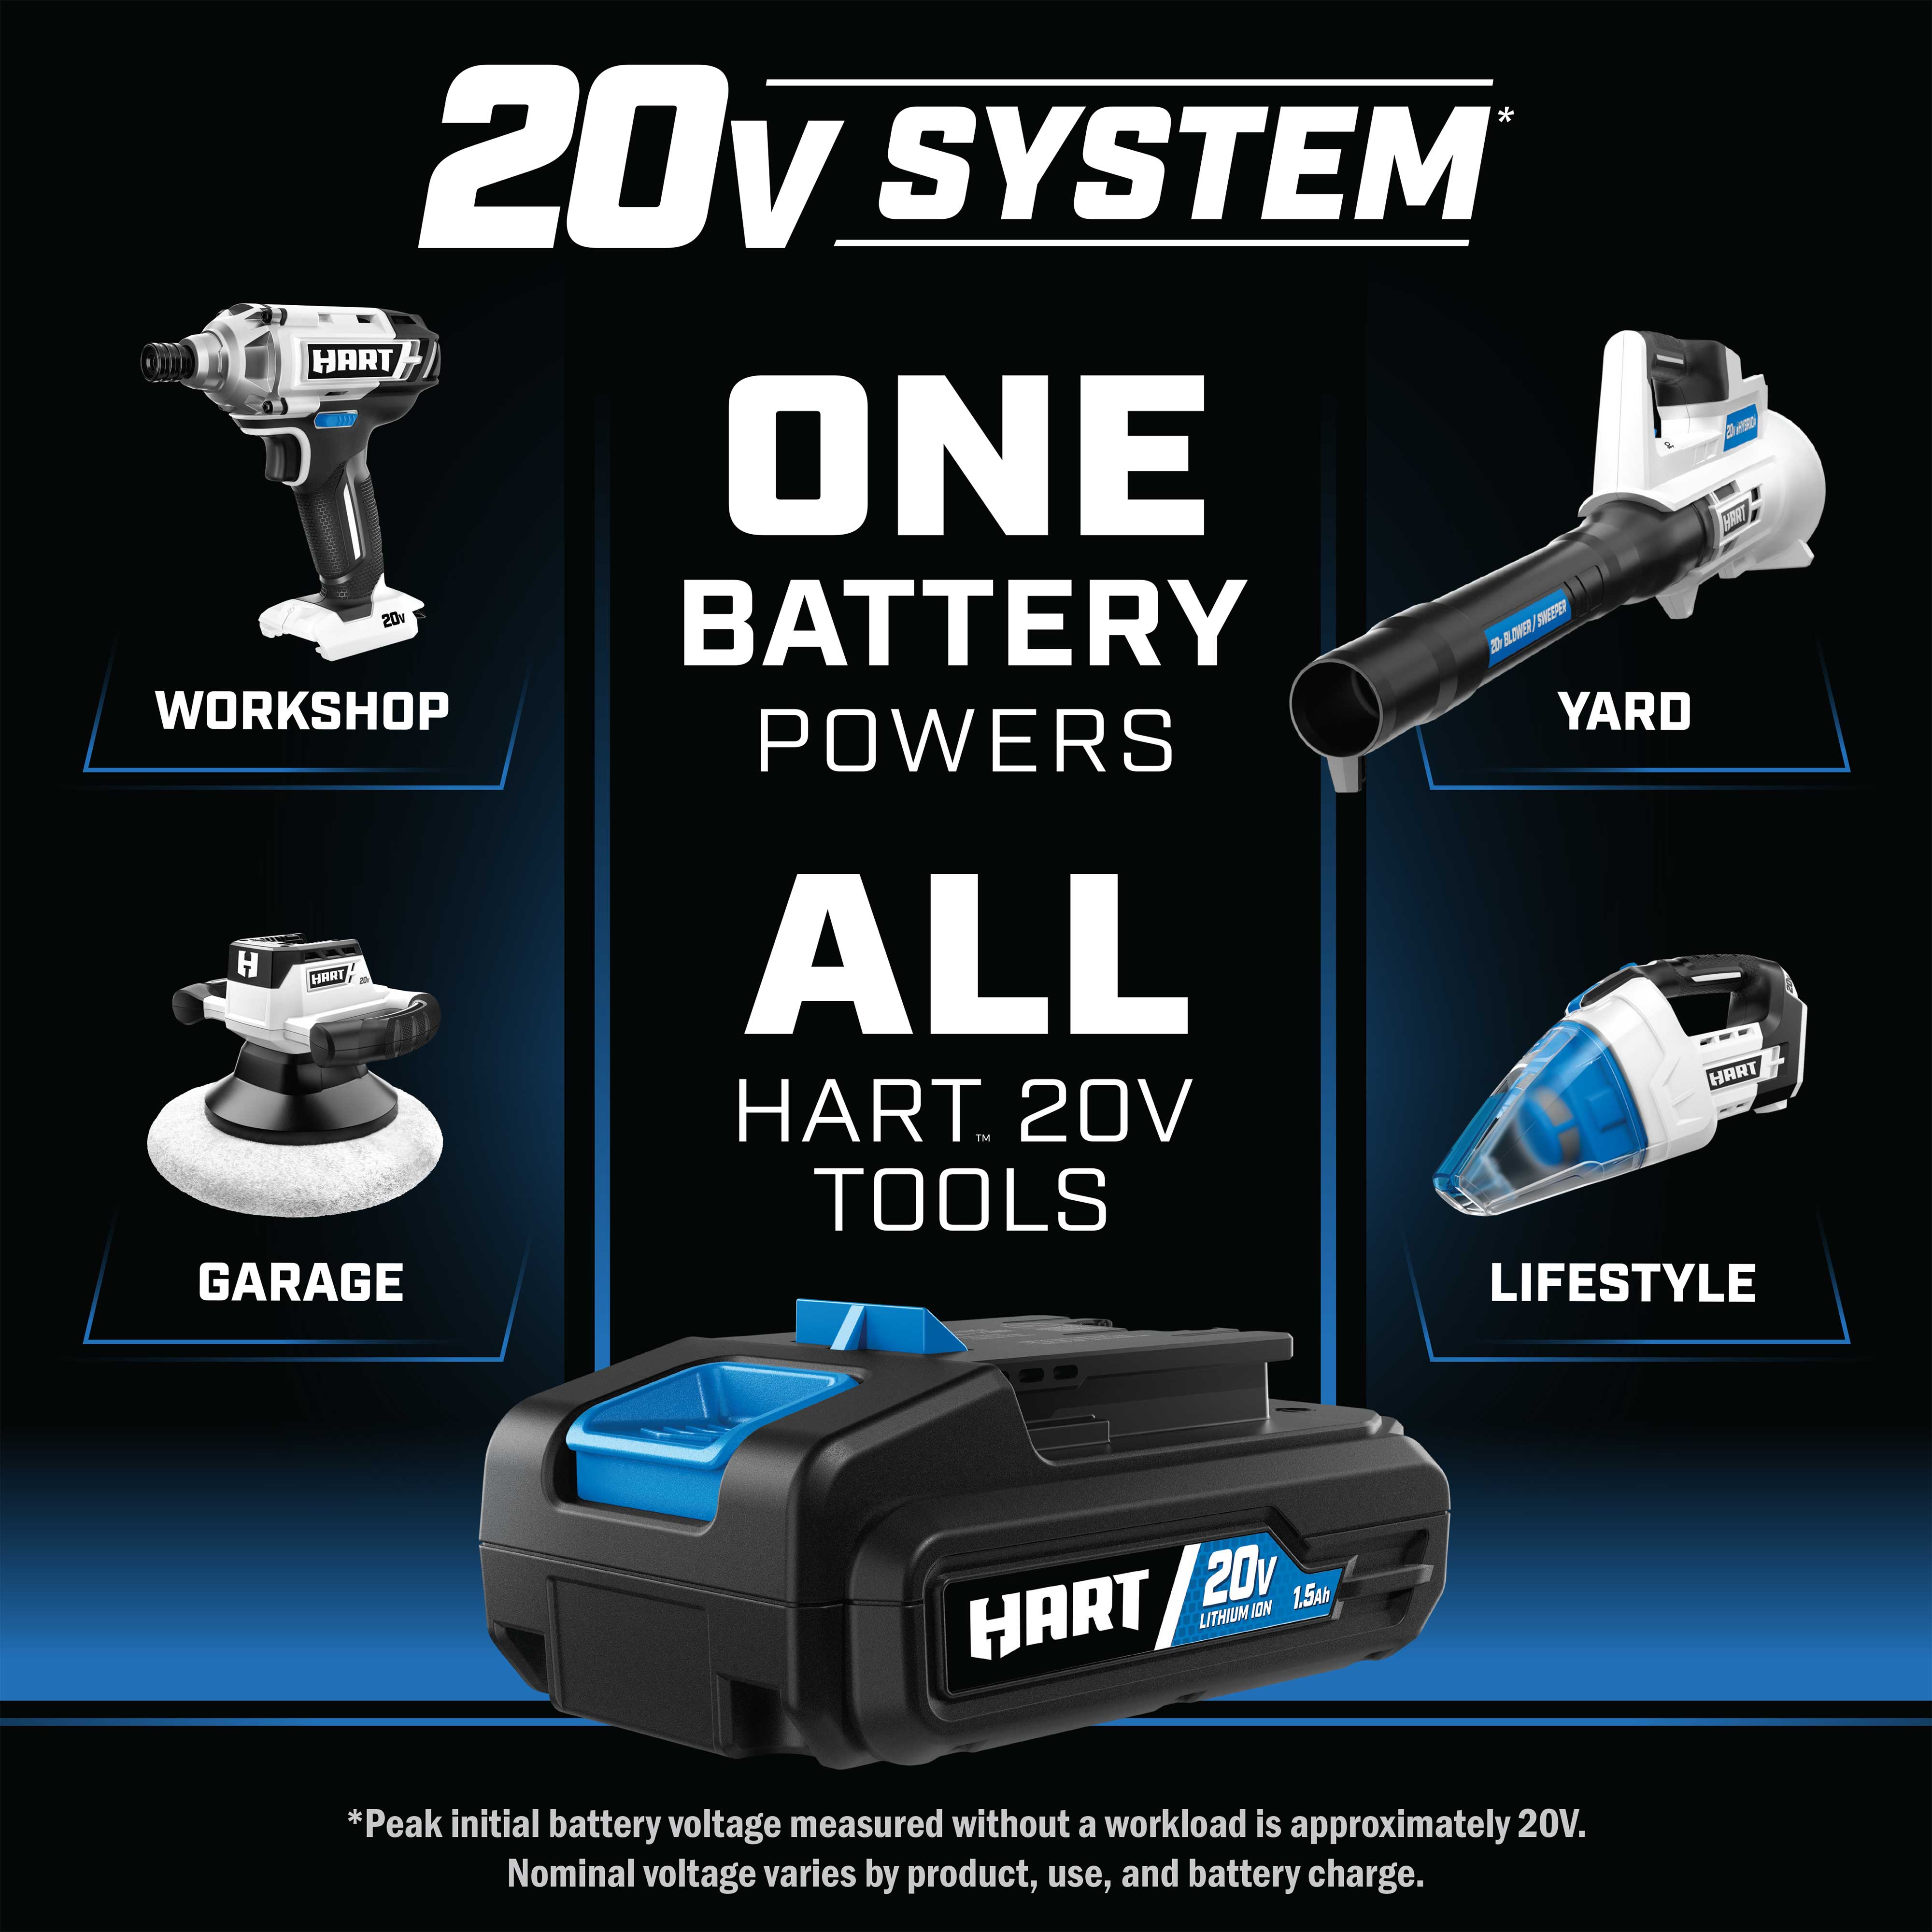 20V SYSTEM*
HART
20V
WORKSHOP
ONE
BATTERY
POWERS
20V HYBRID
HART
20V BLOWER / SWEEPER
YARD
H
HART
20V
GARAGE
ALL
HART™ 20V
TOOLS
HART
LIFESTYLE
HART
20V
LITHIUM ION
1.5Ah
*Peak initial battery voltage measured without a workload is approximately 20V.
Nominal voltage varies by product, use, and battery charge.